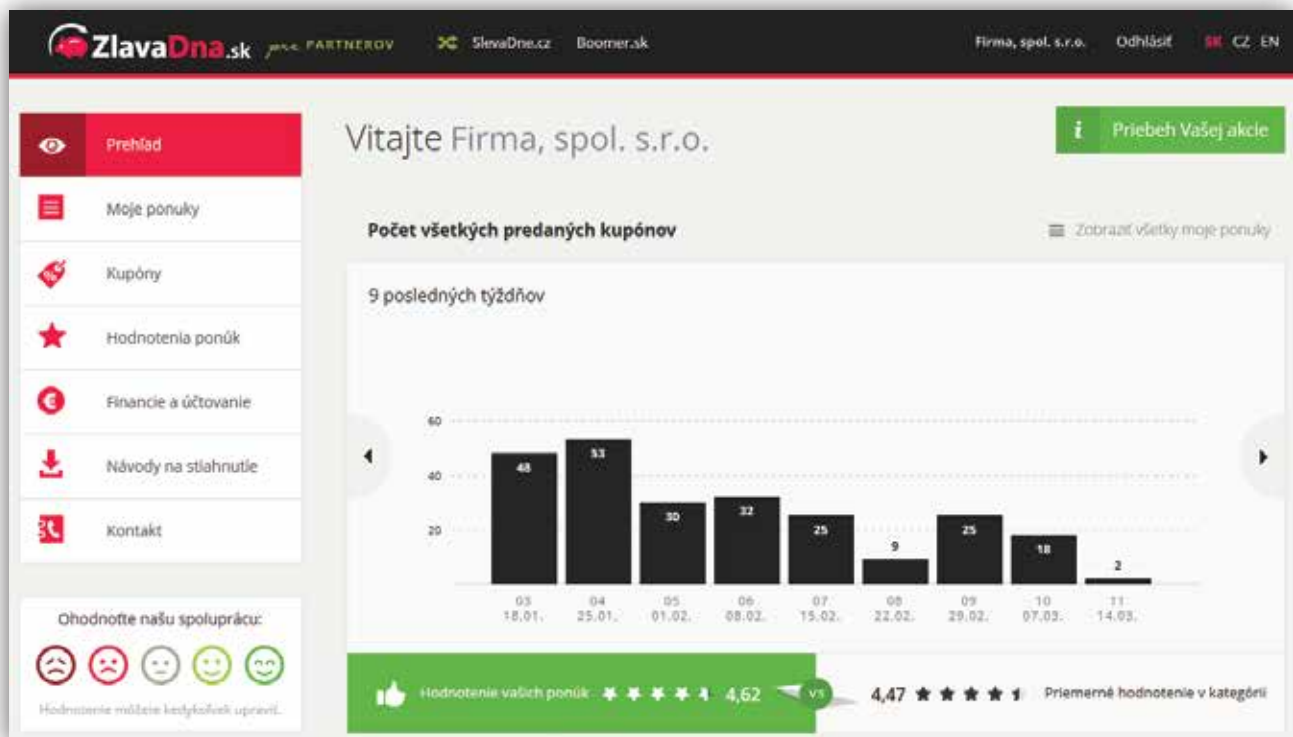 ZlavaDna.sk pre PARTNEROV SlevaDne.cz Boomer.sk Firma, spol. s.r.o. Odhlásiť SK CZ EN
Prehľad
Moje ponuky
Kupóny
Hodnotenia ponúk
Financie a účtovanie
Návody na stiahnutie
Kontakt
Ohodnoťte našu spoluprácu:
Hodnotenie môžete kedykoľvek upraviť.
Vitajte Firma, spol. s.r.o.
i Priebeh Vašej akcie
Počet všetkých predaných kupónov
Zobraziť všetky moje ponuky
9 posledných týždňov
60
40
20
48 53 30 32 25 9 25 18 2
03 04 05 06 07 08 09 10 11
18.01. 25.01. 01.02. 08.02. 15.02. 22.02. 29.02. 07.03. 14.03.
Hodnotenie vašich ponúk 4,62 vs 4,47 Priemerné hodnotenie v kategórii